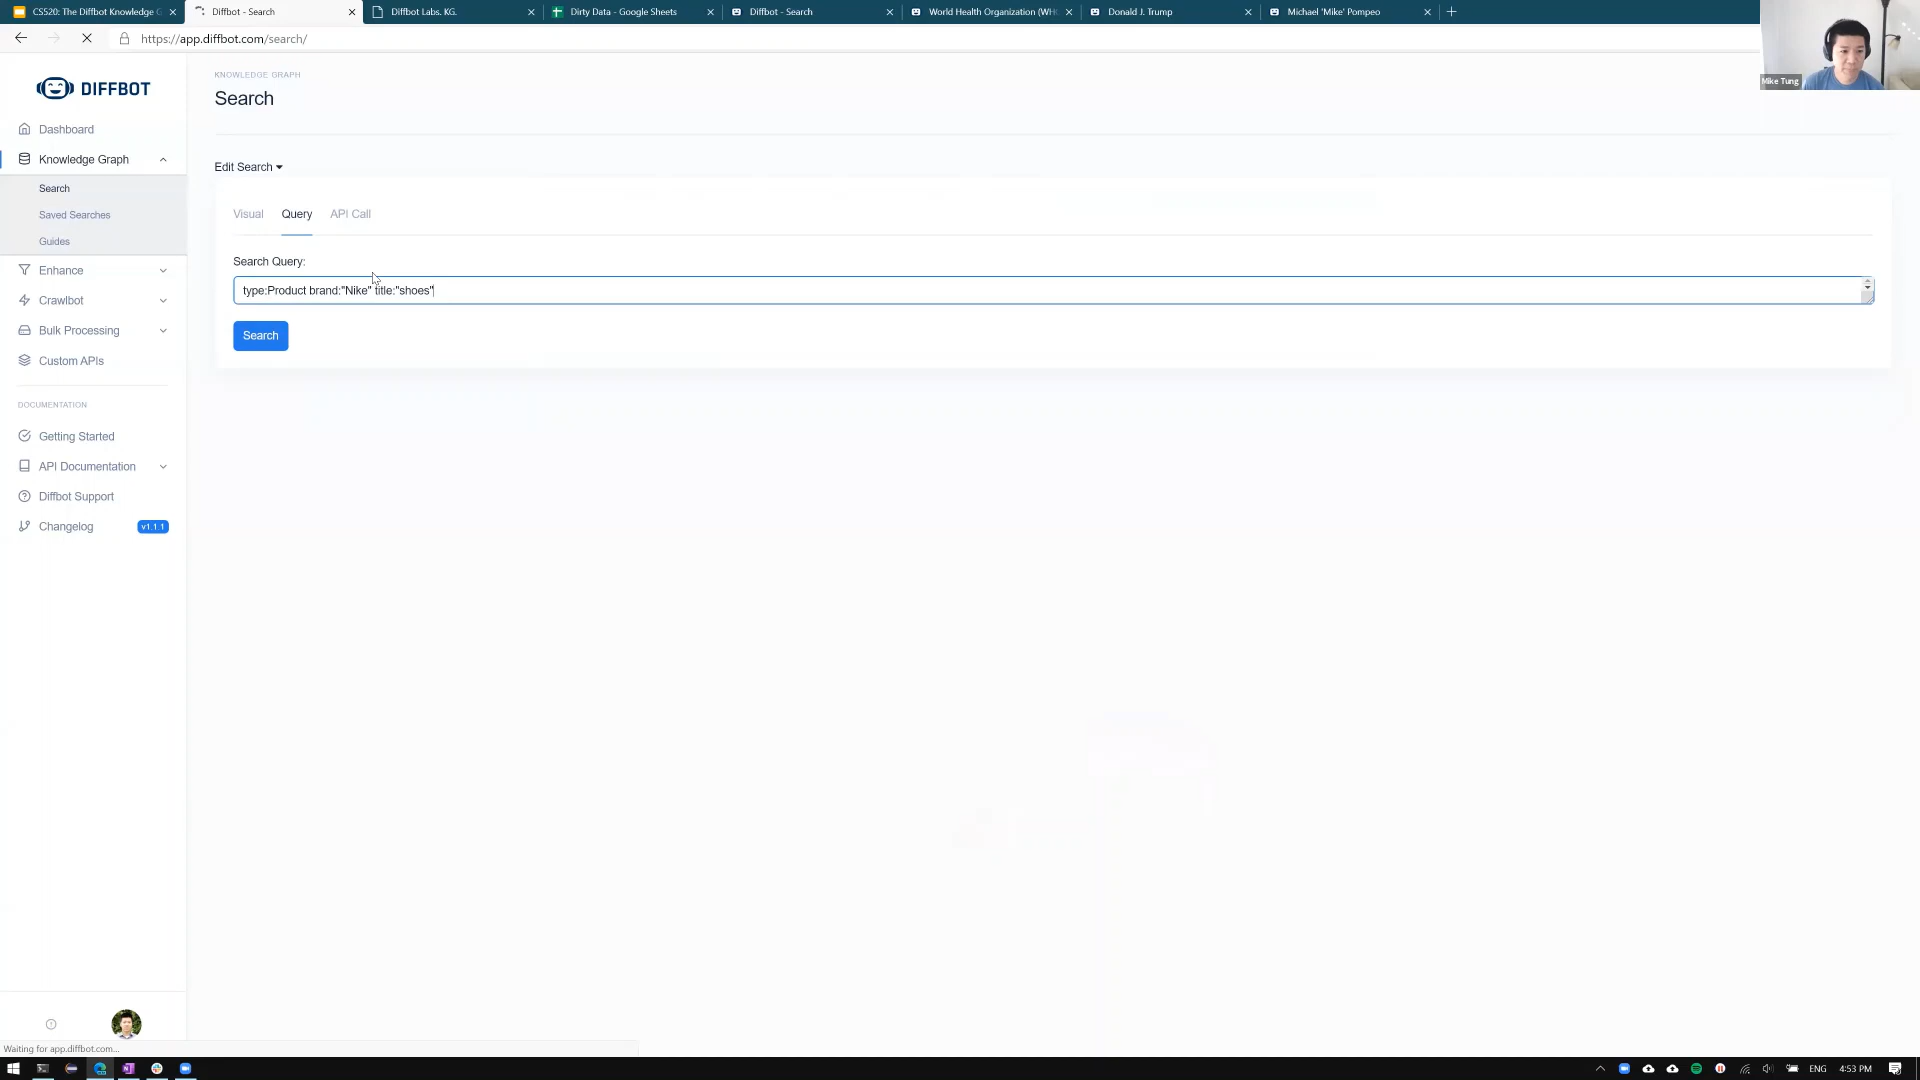 CS520: The Diffbot Knowledge G
Diffbot - Search
Diffbot Labs. KG.
Dirty Data - Google Sheets
Diffbot - Search
World Health Organization (WHO
Donald J. Trump
Michael 'Mike' Pompeo
https://app.diffbot.com/search/
Mike Tung
DIFFBOT
Dashboard
Knowledge Graph
Search
Saved Searches
Guides
Enhance
Crawlbot
Bulk Processing
Custom APIs
DOCUMENTATION
Getting Started
API Documentation
Diffbot Support
Changelog
v1.1.1
KNOWLEDGE GRAPH
Search
Edit Search
Visual
Query
API Call
Search Query:
type:Product brand:"Nike" title:"shoes"
Search
Waiting for app.diffbot.com...
ENG
4:53 PM